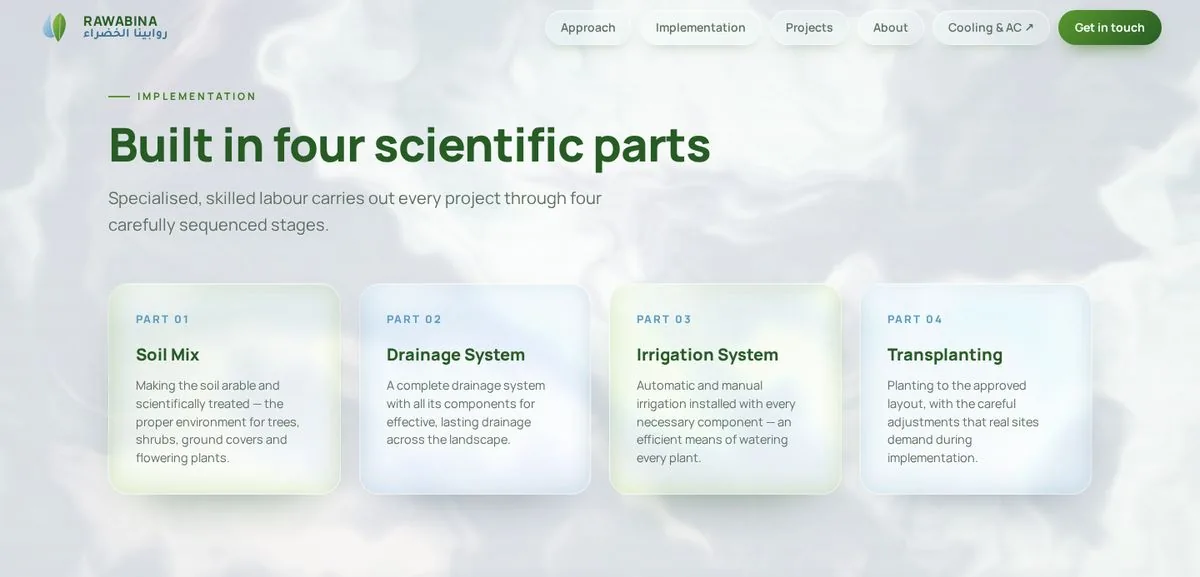 RAWABINA
روابينا الخضراء
Approach
Implementation
Projects
About
Cooling & AC ↗
Get in touch
IMPLEMENTATION
Built in four scientific parts
Specialised, skilled labour carries out every project through four
carefully sequenced stages.
PART 01
Soil Mix
Making the soil arable and
scientifically treated — the
proper environment for trees,
shrubs, ground covers and
flowering plants.
PART 02
Drainage System
A complete drainage system
with all its components for
effective, lasting drainage
across the landscape.
PART 03
Irrigation System
Automatic and manual
irrigation installed with every
necessary component — an
efficient means of watering
every plant.
PART 04
Transplanting
Planting to the approved
layout, with the careful
adjustments that real sites
demand during
implementation.